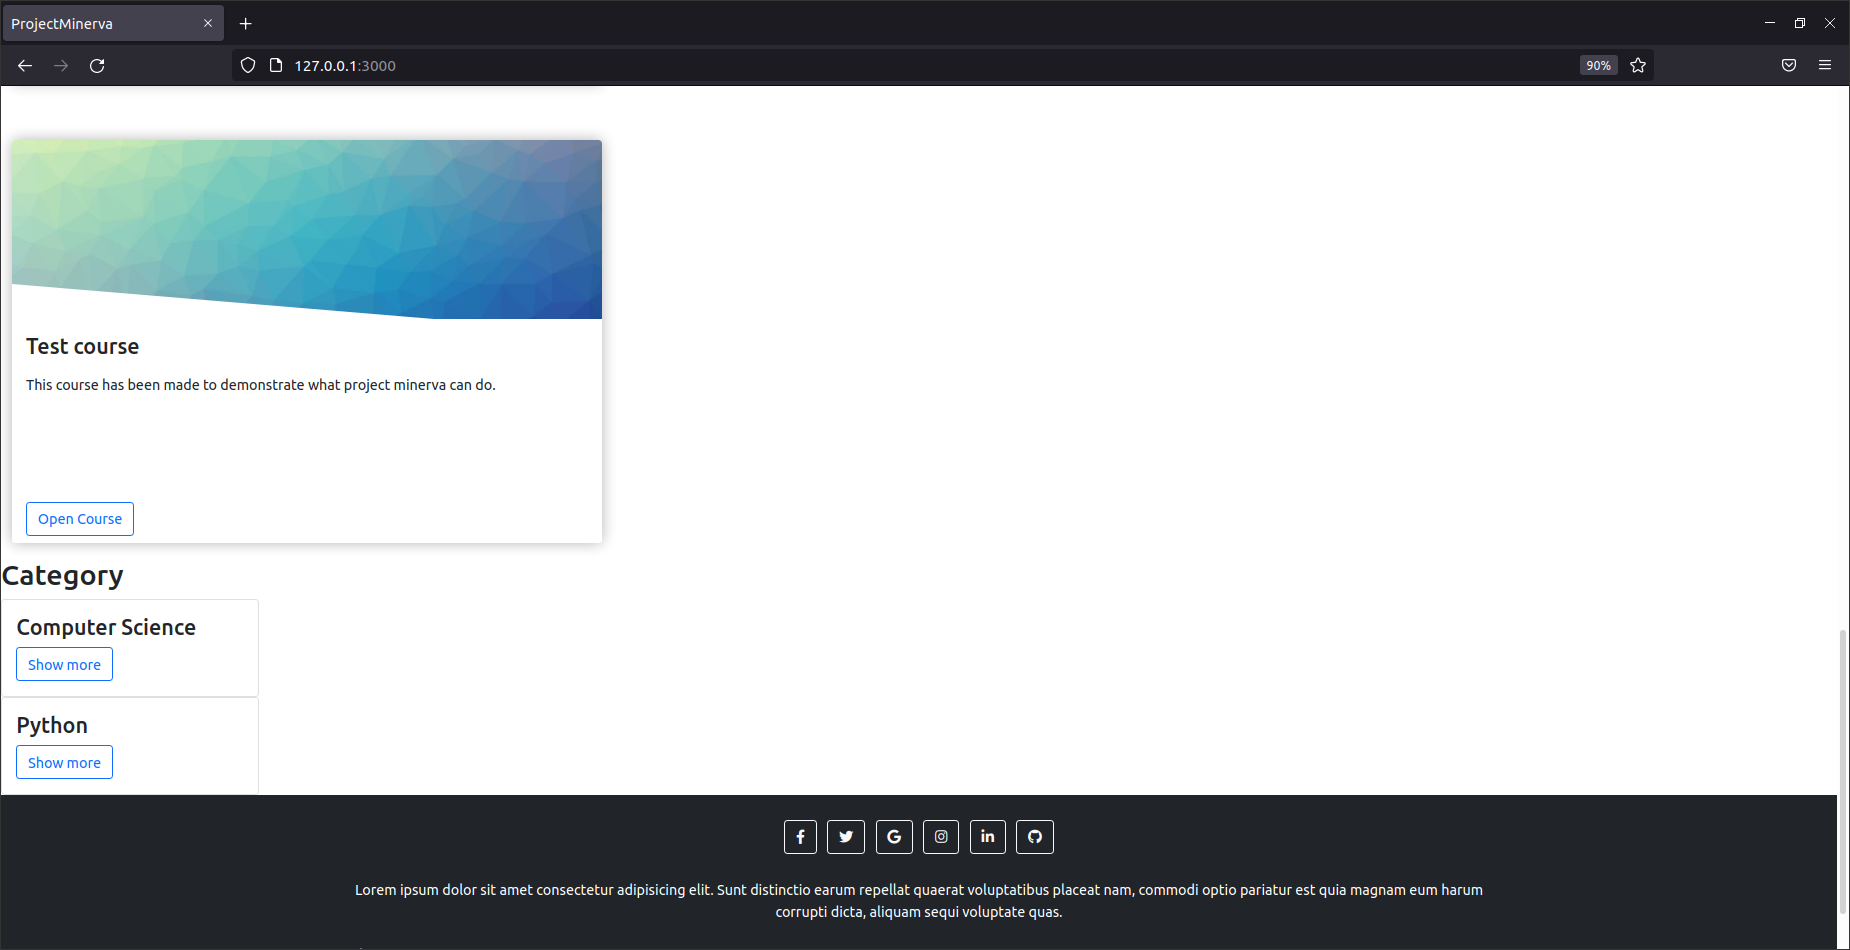 ProjectMinerva
127.0.0.1:3000
90%
Test course
This course has been made to demonstrate what project minerva can do.
Open Course
Category
Computer Science
Show more
Python
Show more
Lorem ipsum dolor sit amet consectetur adipisicing elit. Sunt distinctio earum repellat quaerat voluptatibus placeat nam, commodi optio pariatur est quia magnam eum harum
corrupti dicta, aliquam sequi voluptate quas.